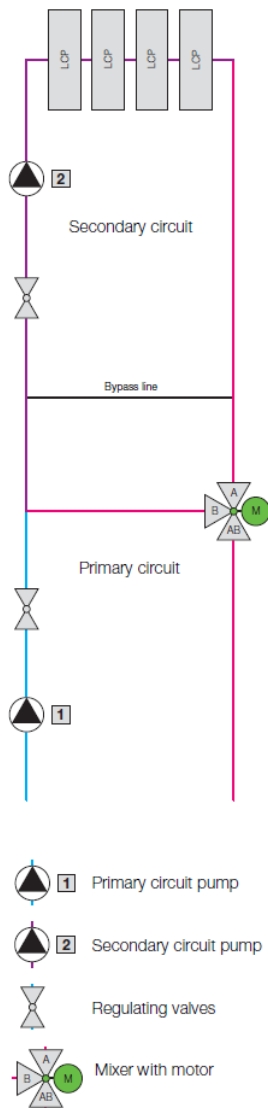 LCP
LCP
LCP
LCP
2
Secondary circuit
Bypass line
A
B
M
AB
Primary circuit
1
1
Primary circuit pump
2
Secondary circuit pump
Regulating valves
A
B
M
AB
Mixer with motor